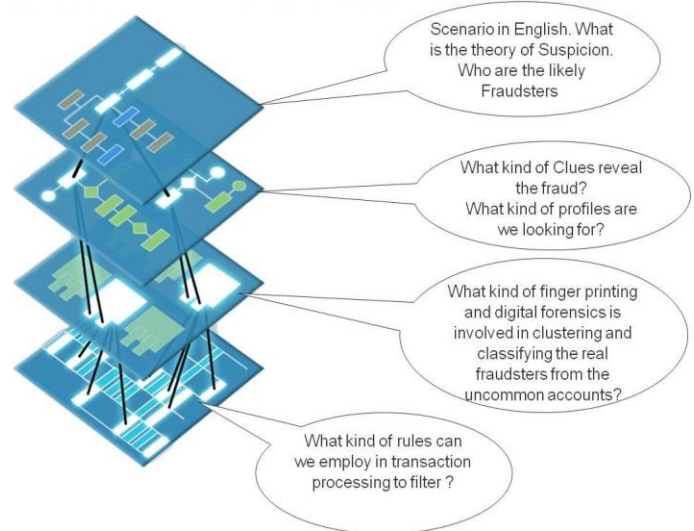 Scenario in English. What
is the theory of Suspicion.
Who are the likely
Fraudsters
What kind of Clues reveal
the fraud?
What kind of profiles are
we looking for?
What kind of finger printing
and digital forensics is
involved in clustering and
classifying the real
fraudsters from the
uncommon accounts?
What kind of rules can
we employ in transaction
processing to filter ?